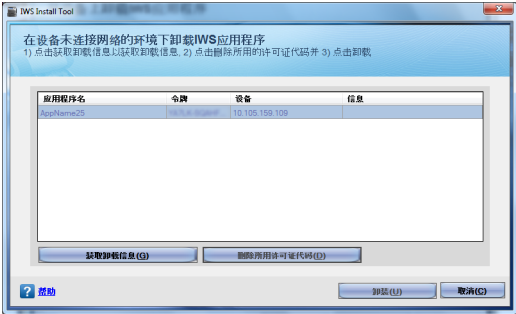 IWS Install Tool
在设备未连接网络的环境下卸载IWS应用程序
1) 点击获取卸载信息以获取卸载信息, 2) 点击删除所用的许可证代码并 3) 点击卸载
应用程序名 令牌 设备 信息
AppName25 10.105.159.109
获取卸载信息(G) 删除所用许可证代码(D)
? 帮助 卸装(U) 取消(C)